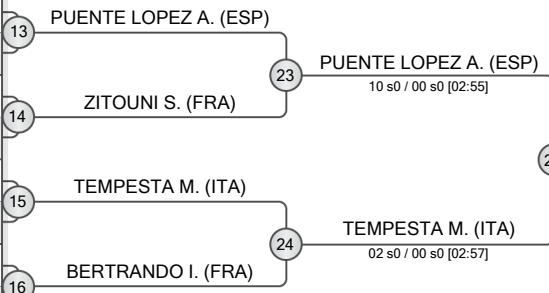 PUENTE LOPEZ A. (ESP)
13
23
PUENTE LOPEZ A. (ESP)
10 s0 / 00 s0 [02:55]
ZITOUNI S. (FRA)
14
TEMPESTA M. (ITA)
15
24
TEMPESTA M. (ITA)
02 s0 / 00 s0 [02:57]
BERTRANDO I. (FRA)
16